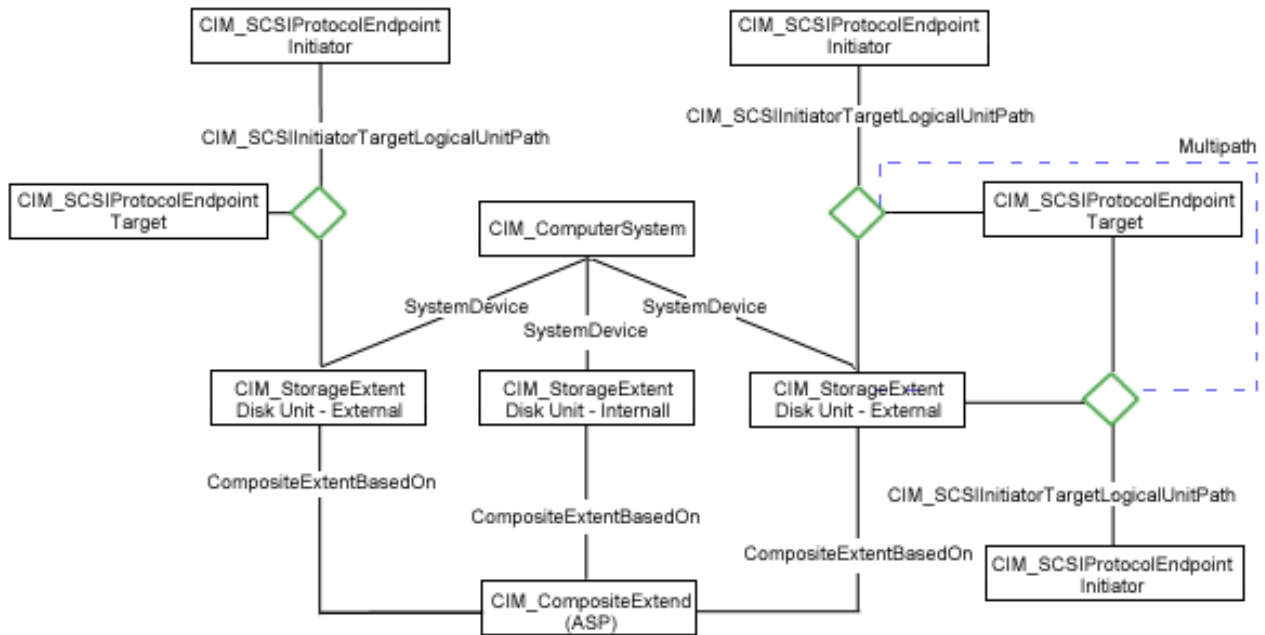 CIM_SCSIProtocolEndpoint
Initiator
CIM_SCSIProtocolEndpoint
Initiator
CIM_SCSIInitiatorTargetLogicalUnitPath
CIM_SCSIInitiatorTargetLogicalUnitPath
Multipath
CIM_SCSIProtocolEndpoint
Target
CIM_ComputerSystem
CIM_SCSIProtocolEndpoint
Target
SystemDevice
SystemDevice
SystemDevice
CIM_StorageExtent
Disk Unit - External
CIM_StorageExtent
Disk Unit - Internall
CIM_StorageExtent
Disk Unit - External
CompositeExtentBasedOn
CompositeExtentBasedOn
CompositeExtentBasedOn
CIM_SCSIInitiatorTargetLogicalUnitPath
CIM_SCSIProtocolEndpoint
Initiator
CIM_CompositeExtend
(ASP)